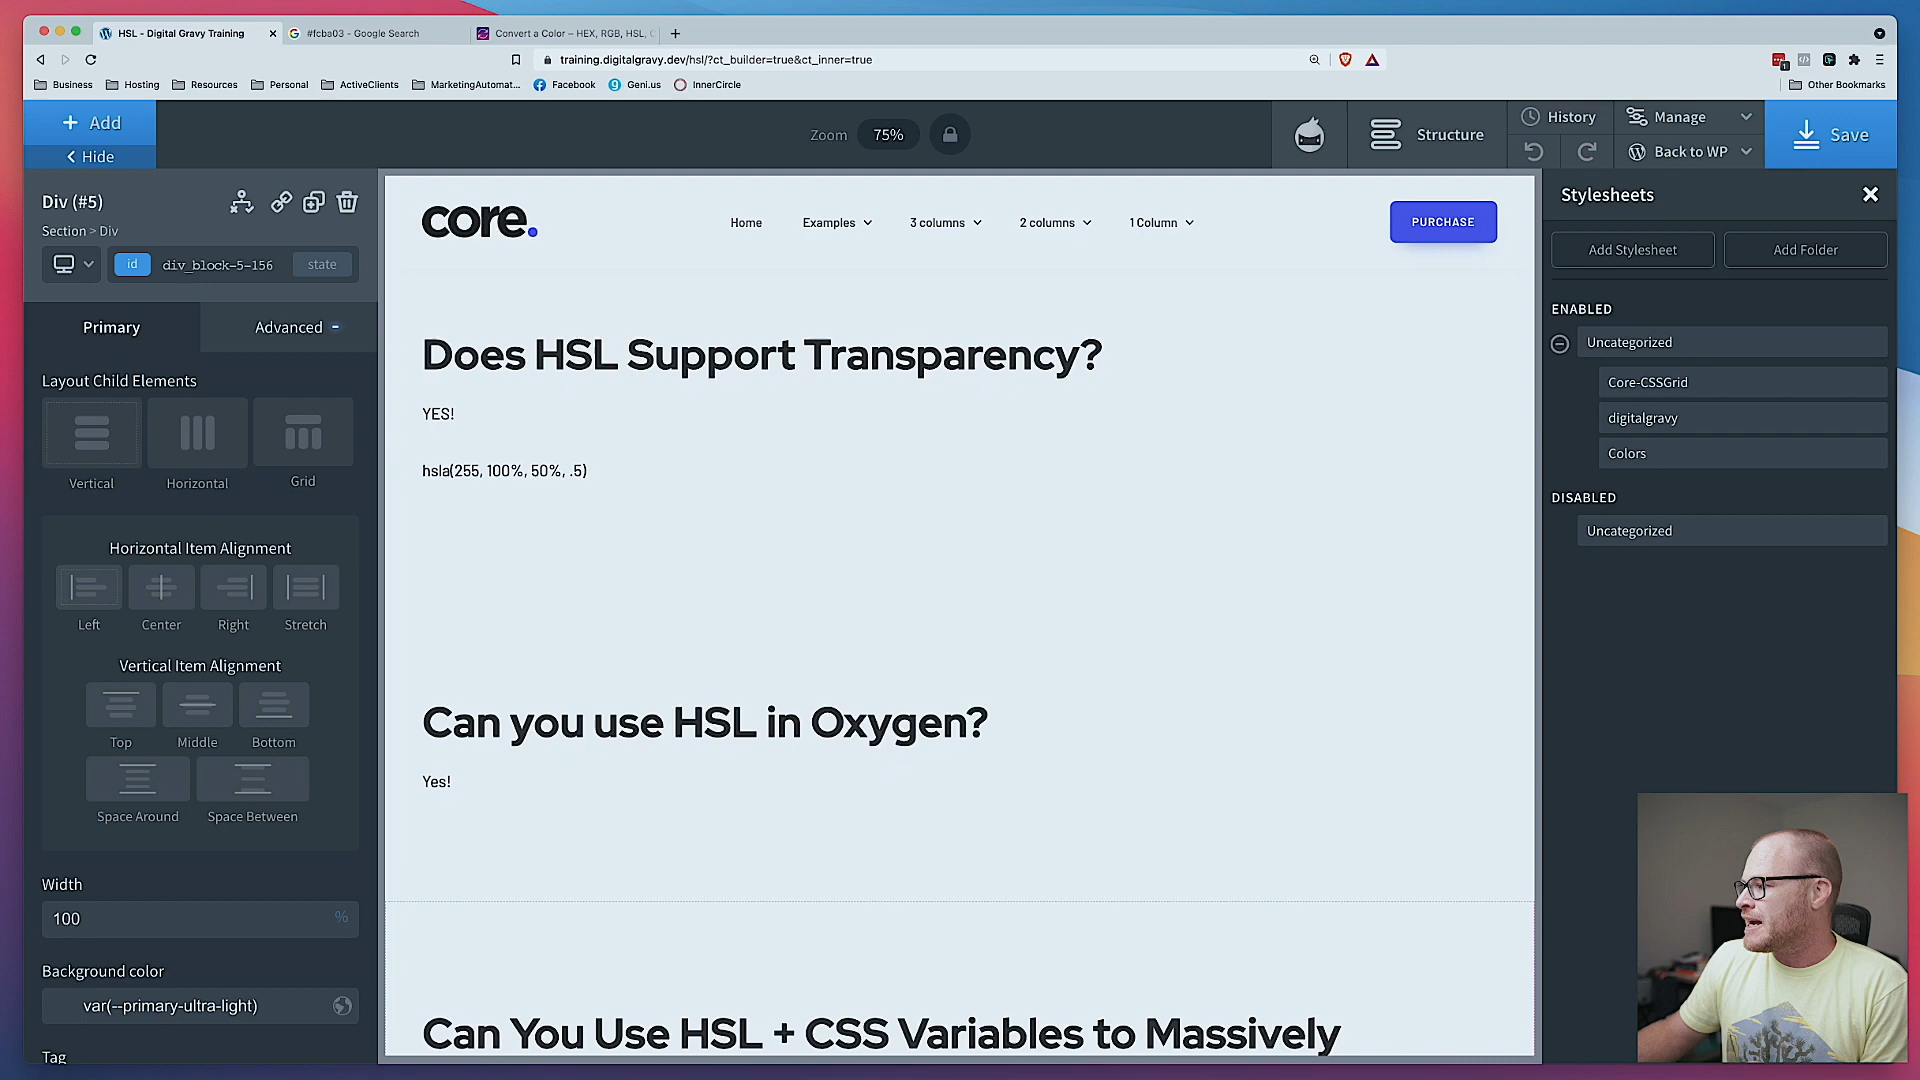 HSL - Digital Gravy Training
#fcba03 - Google Search
Convert a Color – HEX, RGB, HSL,
training.digitalgravy.dev/hsl/?ct_builder=true&ct_inner=true
Business
Hosting
Resources
Personal
ActiveClients
MarketingAutomat...
Facebook
Geni.us
InnerCircle
Other Bookmarks
+ Add
Hide
Zoom
75%
Structure
History
Manage
Back to WP
Save
Div (#5)
Section > Div
id
div_block-5-156
state
Primary
Advanced
Layout Child Elements
Vertical
Horizontal
Grid
Horizontal Item Alignment
Left
Center
Right
Stretch
Vertical Item Alignment
Top
Middle
Bottom
Space Around
Space Between
Width
100
%
Background color
var(--primary-ultra-light)
Tag
core.
Home
Examples
3 columns
2 columns
1 Column
PURCHASE
Does HSL Support Transparency?
YES!
hsla(255, 100%, 50%, .5)
Can you use HSL in Oxygen?
Yes!
Can You Use HSL + CSS Variables to Massively
Stylesheets
Add Stylesheet
Add Folder
ENABLED
Uncategorized
Core-CSSGrid
digitalgravy
Colors
DISABLED
Uncategorized